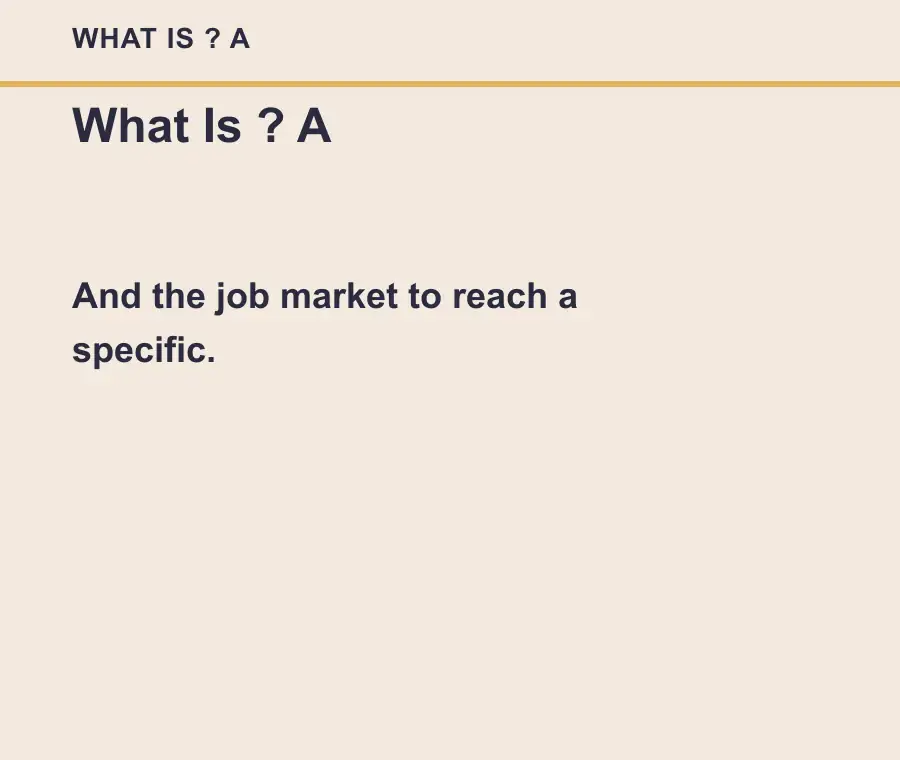 WHAT IS ? A
What Is ? A
And the job market to reach a
specific.